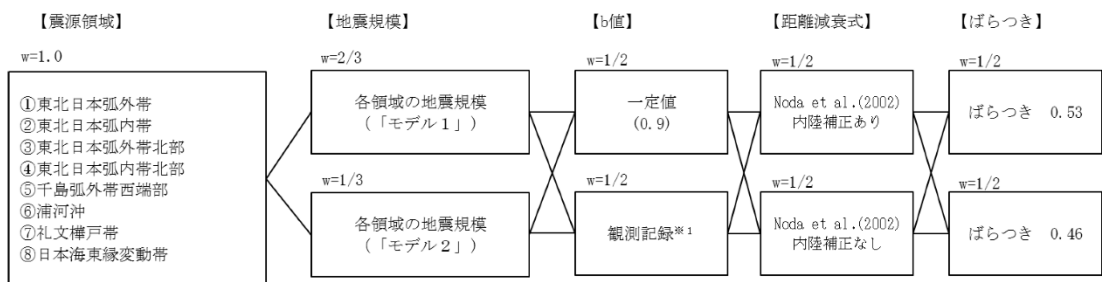 【震源領域】
【地震規模】
【b値】
【距離減衰式】
【ばらつき】
w=1.0
①東北日本弧外帯
②東北日本弧内帯
③東北日本弧外帯北部
④東北日本弧内帯北部
⑤千島弧外帯西端部
⑥浦河沖
⑦礼文樺戸帯
⑧日本海東縁変動帯
w=2/3
各領域の地震規模
(「モデル１」)
w=1/3
各領域の地震規模
(「モデル２」)
w=1/2
一定値
(0.9)
w=1/2
観測記録※１
w=1/2
Noda et al.(2002)
内陸補正あり
w=1/2
Noda et al.(2002)
内陸補正なし
w=1/2
ばらつき　0.53
w=1/2
ばらつき　0.46